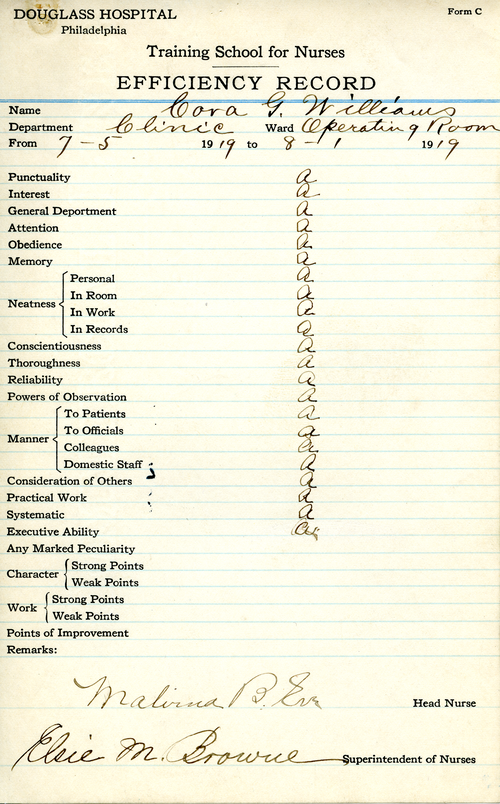 DOUGLASS HOSPITAL
Form C
Philadelphia
Training School for Nurses
EFFICIENCY RECORD
Name Cora G. Williams
Department Clinic Ward Operating Room
From 7-5 1919 to 8-1 1919
Punctuality a
Interest a
General Department a
Attention a
Obedience a
Memory a
Neatness
Personal a
In Room a
In Work a
In Records a
Conscientiousness a
Thoroughness a
Reliability a
Powers of Observation a
Manner
To Patients a
To Officials a
Colleagues a
Domestic Staff a
Consideration of Others a
Practical Work a
Systematic a
Executive Ability a
Any Marked Peculiarity
Character
Strong Points
Weak Points
Work
Strong Points
Weak Points
Points of Improvement
Remarks:
B. Head Nurse
Elsie M. Browne Superintendent of Nurses